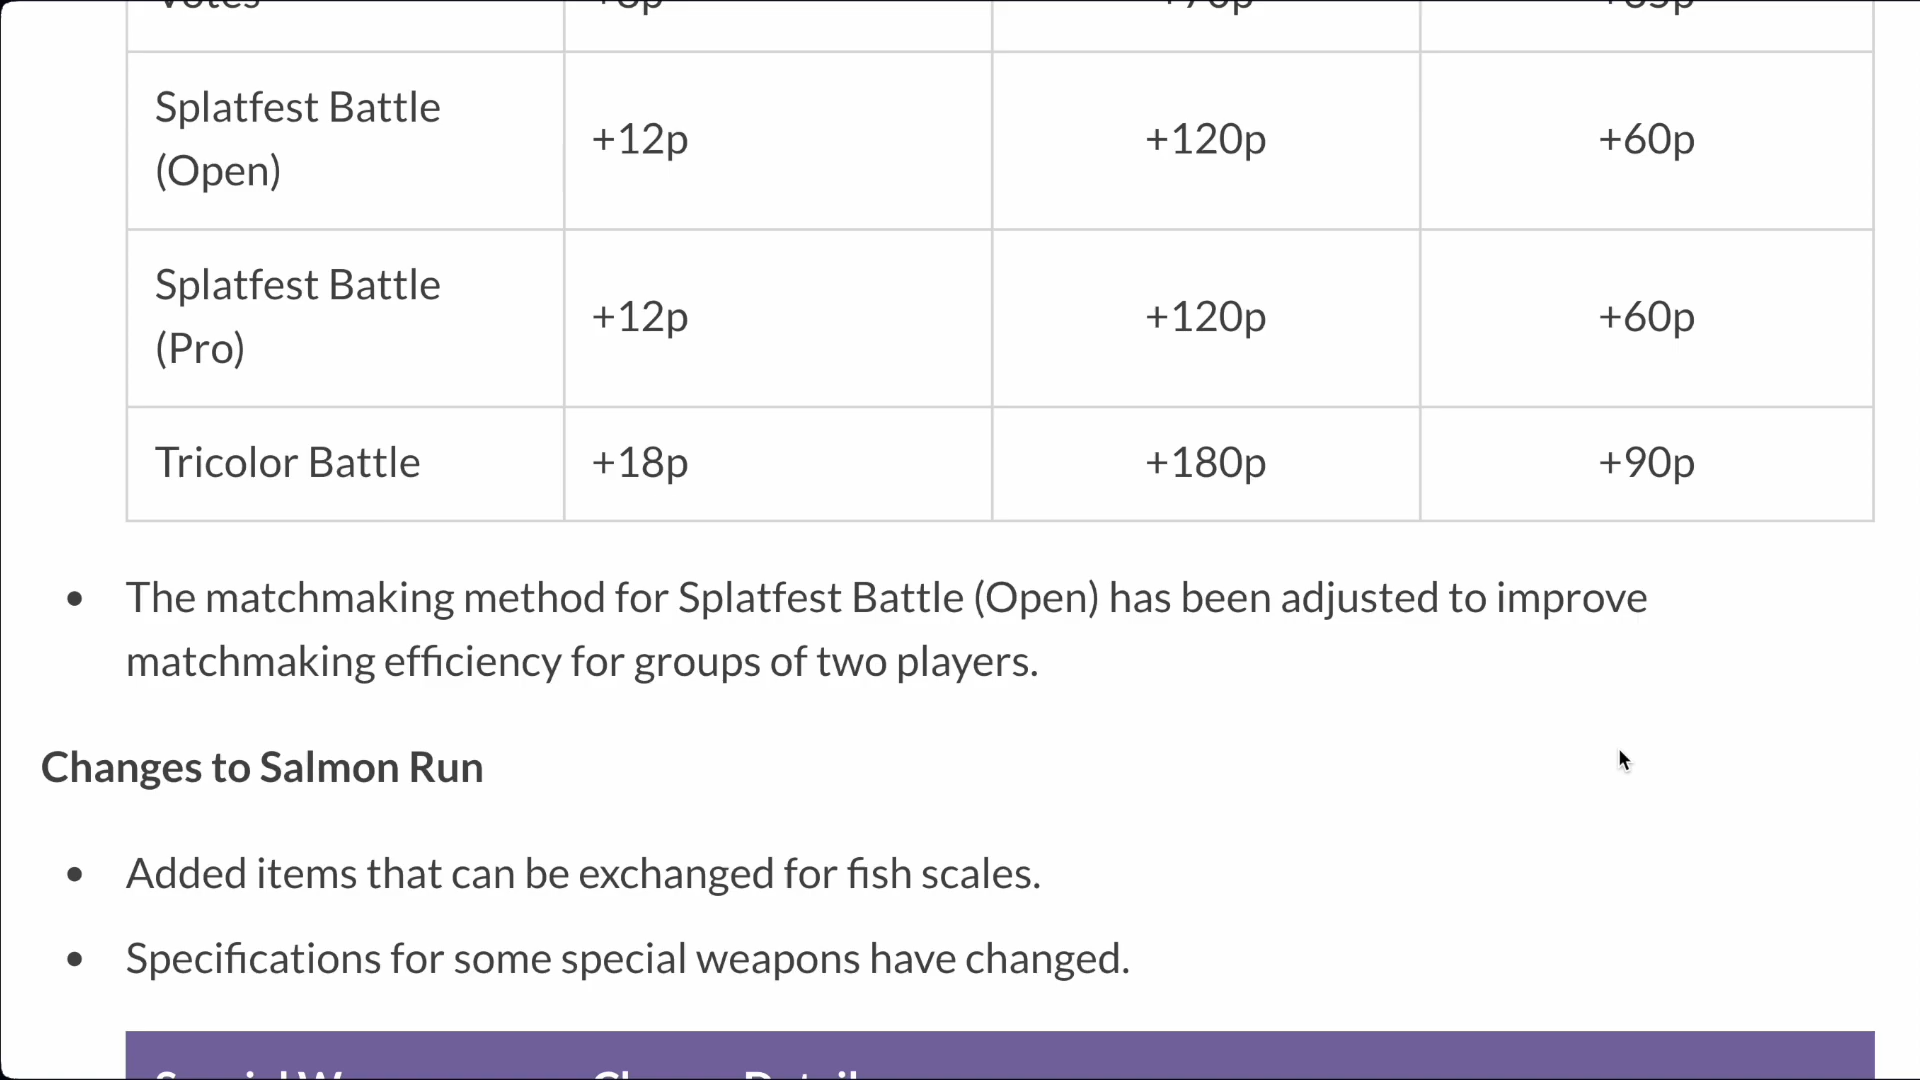 Splatfest Battle
(Open)
+12p
+120p
+60p
Splatfest Battle
(Pro)
+12p
+120p
+60p
Tricolor Battle
+18p
+180p
+90p
• The matchmaking method for Splatfest Battle (Open) has been adjusted to improve
matchmaking efficiency for groups of two players.
Changes to Salmon Run
• Added items that can be exchanged for fish scales.
• Specifications for some special weapons have changed.